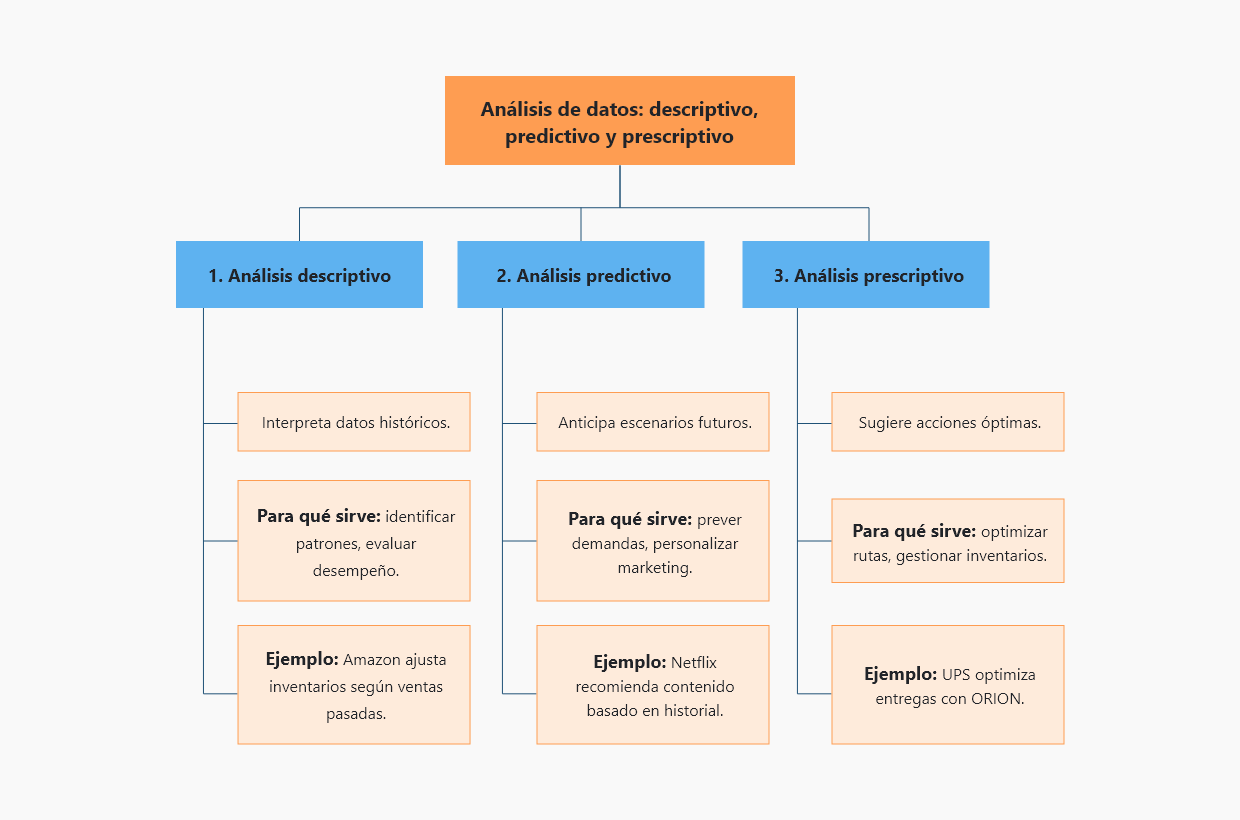 Análisis de datos: descriptivo,
predictivo y prescriptivo
1. Análisis descriptivo
2. Análisis predictivo
3. Análisis prescriptivo
Interpreta datos históricos.
Para qué sirve: identificar
patrones, evaluar
desempeño.
Ejemplo: Amazon ajusta
inventarios según ventas
pasadas.
Anticipa escenarios futuros.
Para qué sirve: prever
demandas, personalizar
marketing.
Ejemplo: Netflix
recomienda contenido
basado en historial.
Sugiere acciones óptimas.
Para qué sirve: optimizar
rutas, gestionar inventarios.
Ejemplo: UPS optimiza
entregas con ORION.